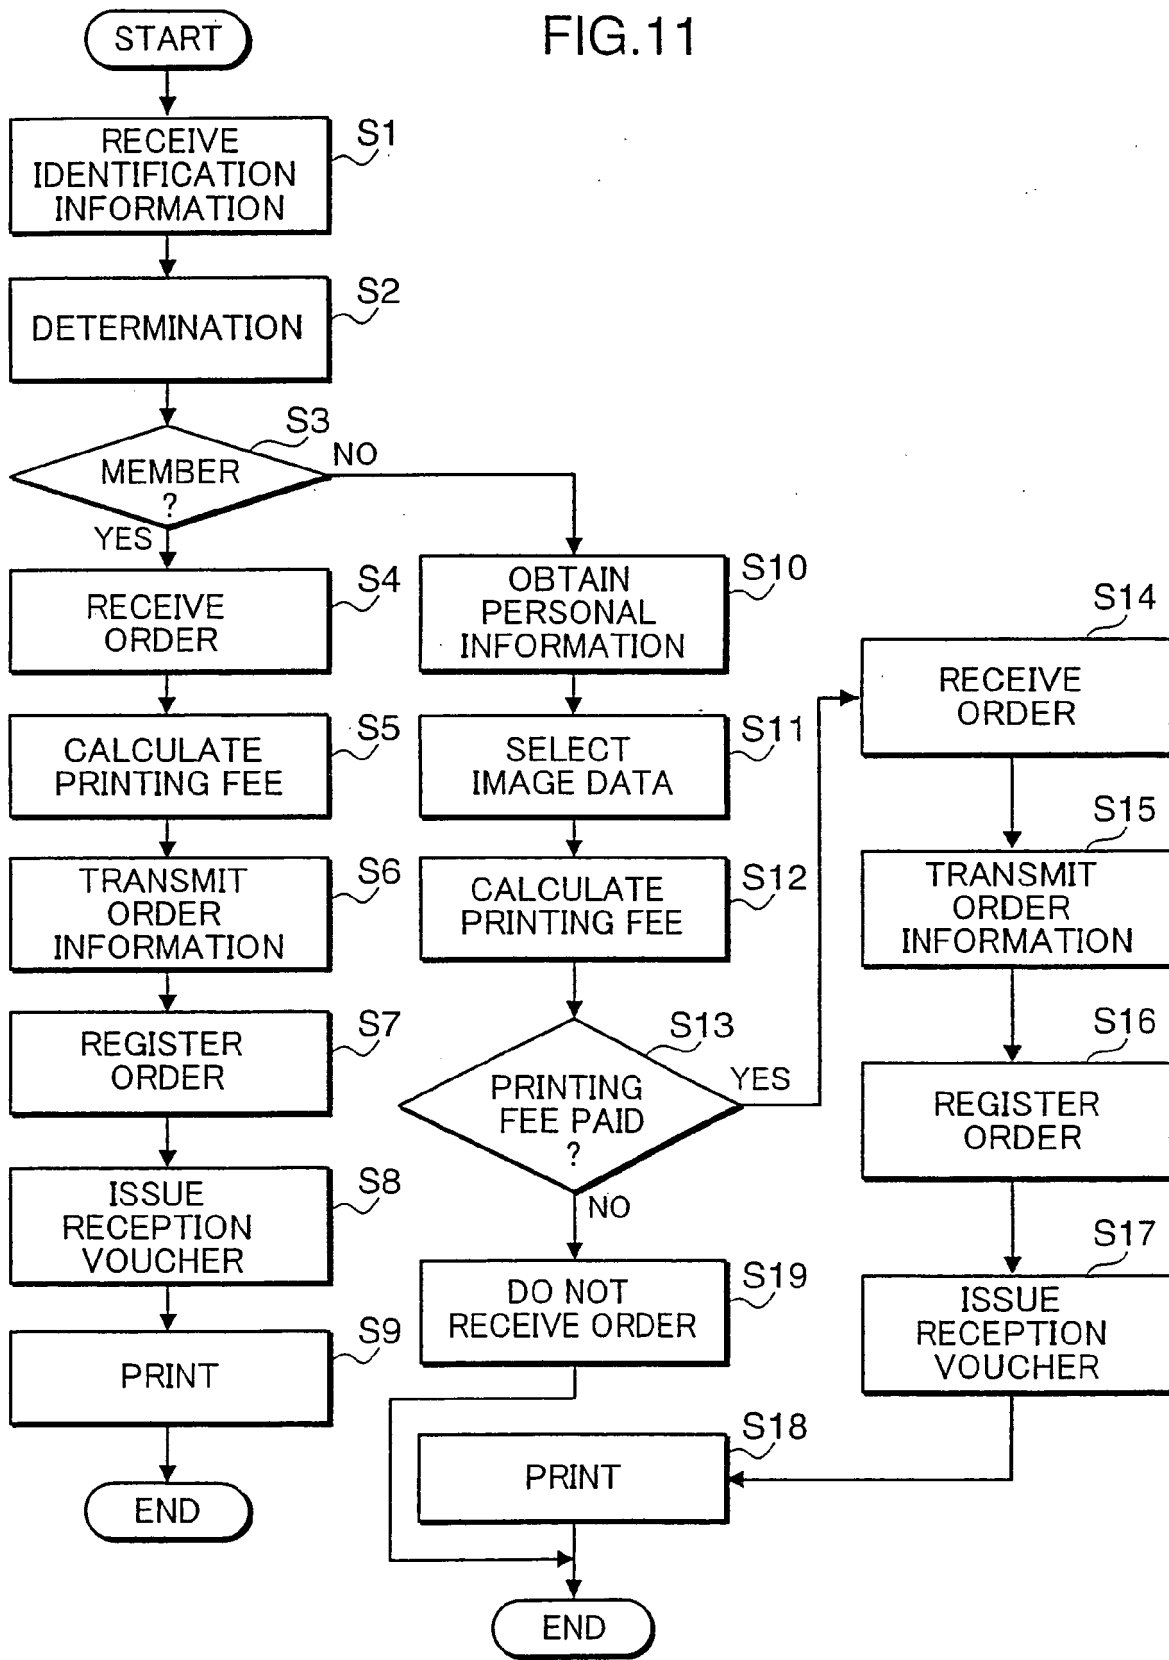 FIG.11
START
RECEIVE
IDENTIFICATION
INFORMATION
S1
DETERMINATION
S2
MEMBER
?
S3
NO
YES
RECEIVE
ORDER
S4
CALCULATE
PRINTING FEE
S5
TRANSMIT
ORDER
INFORMATION
S6
REGISTER
ORDER
S7
ISSUE
RECEPTION
VOUCHER
S8
PRINT
S9
END
OBTAIN
PERSONAL
INFORMATION
S10
SELECT
IMAGE DATA
S11
CALCULATE
PRINTING FEE
S12
PRINTING
FEE PAID
?
S13
YES
NO
DO NOT
RECEIVE ORDER
S19
RECEIVE
ORDER
S14
TRANSMIT
ORDER
INFORMATION
S15
REGISTER
ORDER
S16
ISSUE
RECEPTION
VOUCHER
S17
PRINT
S18
END